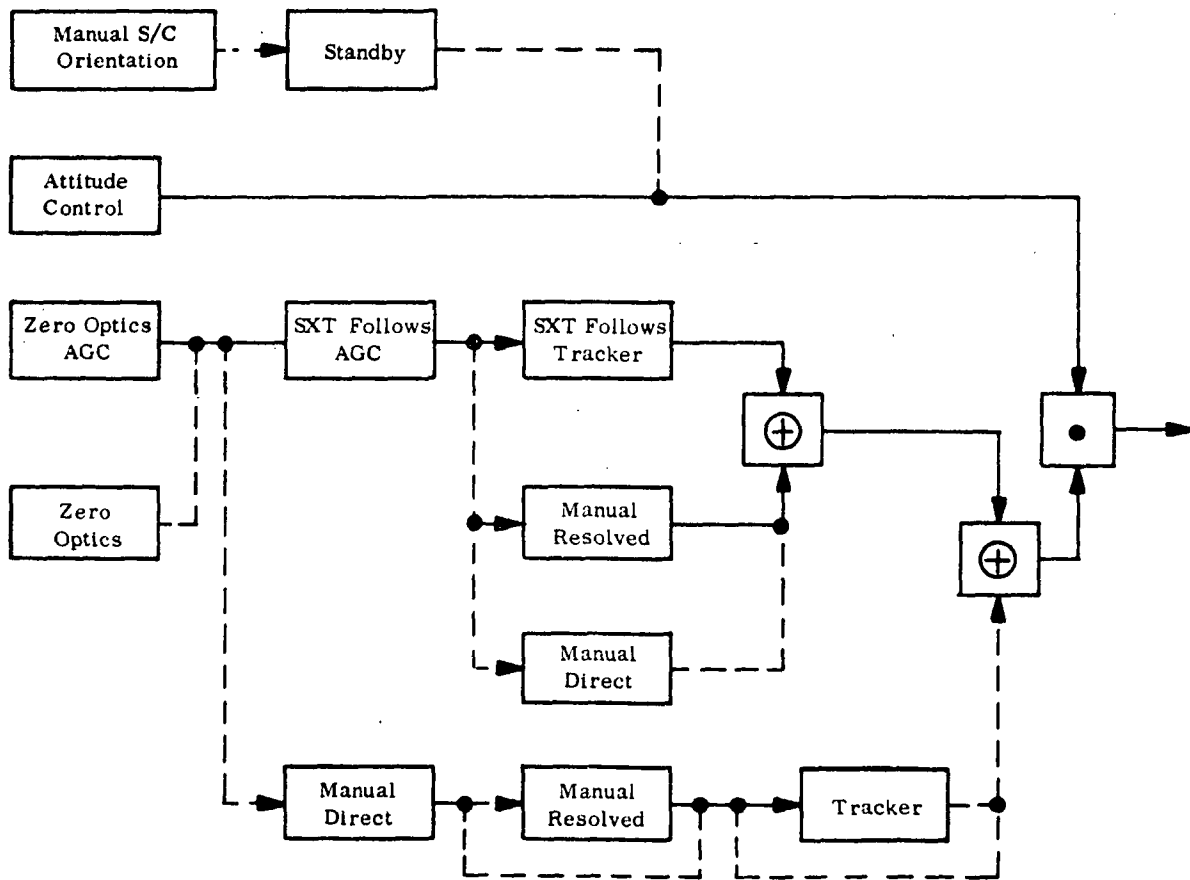 Manual S/C
Orientation
Standby
Attitude
Control
Zero Optics
AGC
SXT Follows
AGC
SXT Follows
Tracker
Zero
Optics
Manual
Resolved
Manual
Direct
Manual
Direct
Manual
Resolved
Tracker